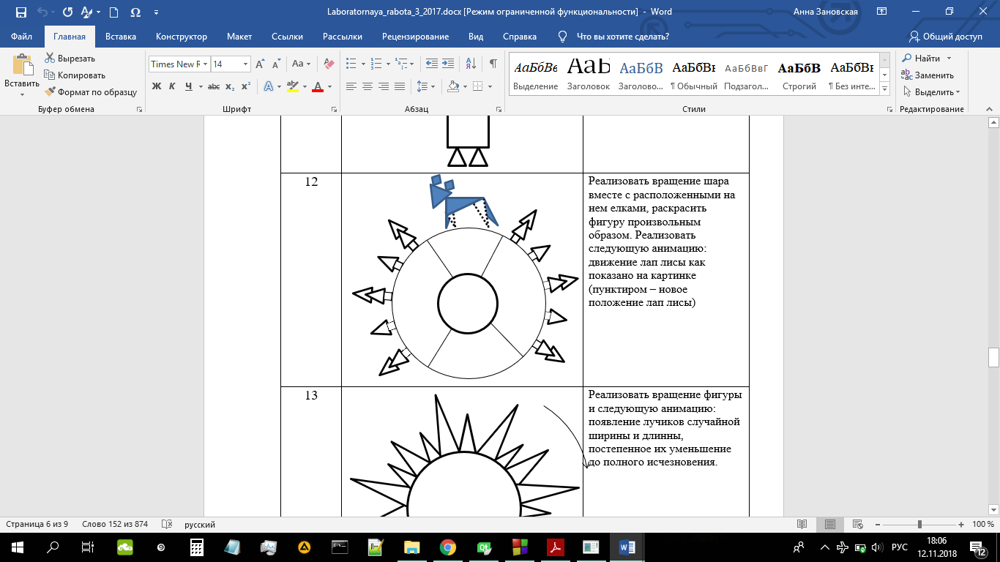 Laboratornaya_rabota_3_2017.docx [Режим ограниченной функциональности] - Word
Анна Зановская
Файл Главная Вставка Конструктор Макет Ссылки Рассылки Рецензирование Вид Справка Что вы хотите сделать? Общий доступ
Вставить
Вырезать
Копировать
Формат по образцу
Буфер обмена
Times New R 14
Aa
Ж К Ч abc x₂ x²
Шрифт
Абзац
АаБбВв АаБ АаБбВ АаБбВв АаБбВвГ АаБбВ АаБбВв
Выделение Заголовок Заголово... ¶ Обычный Подзагол... Строгий ¶ Без инте...
Стили
Найти
Заменить
Выделить
Редактирование
12
Реализовать вращение шара
вместе с расположенными на
нем елками, раскрасить
фигуру произвольным
образом. Реализовать
следующую анимацию:
движение лап лисы как
показано на картинке
(пунктиром – новое
положение лап лисы)
13
Реализовать вращение фигуры
и следующую анимацию:
появление лучиков случайной
ширины и длинны,
постепенное их уменьшение
до полного исчезновения.
Страница 6 из 9 Слово 152 из 874 русский 100 %
РУС
18:06
12.11.2018
12